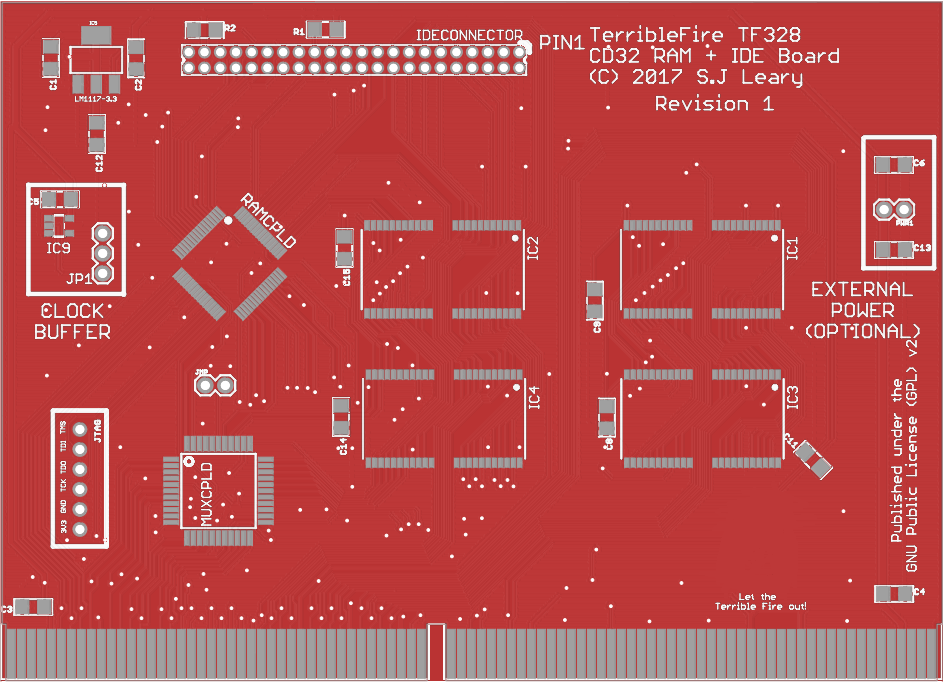 IC5
R2
R1
IDECONNECTOR
PIN1
TerribleFire TF328
CD32 RAM + IDE Board
(C) 2017 S.J Leary
Revision 1
C1
C2
LM1117-3.3
C12
C6
PWR1
C13
EXTERNAL
POWER
(OPTIONAL)
C5
IC9
JP1
CLOCK
BUFFER
RAMCPLD
C15
IC2
C9
IC1
JMP
C14
IC4
C8
IC3
C11
JTAG
TMS
TDI
TDO
TCK
GND
3V3
MUXCPLD
Published under the
GNU Public License (GPL) v2
C3
C4
Let the
Terrible Fire out!